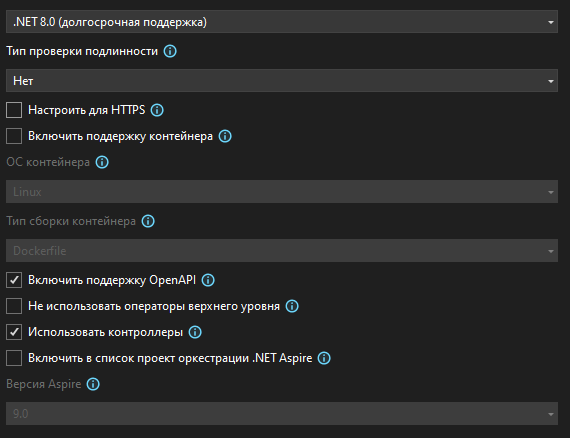 .NET 8.0 (долгосрочная поддержка)
Тип проверки подлинности
Нет
Настроить для HTTPS
Включить поддержку контейнера
ОС контейнера
Linux
Тип сборки контейнера
Dockerfile
Включить поддержку OpenAPI
Не использовать операторы верхнего уровня
Использовать контроллеры
Включить в список проект оркестрации .NET Aspire
Версия Aspire
9.0